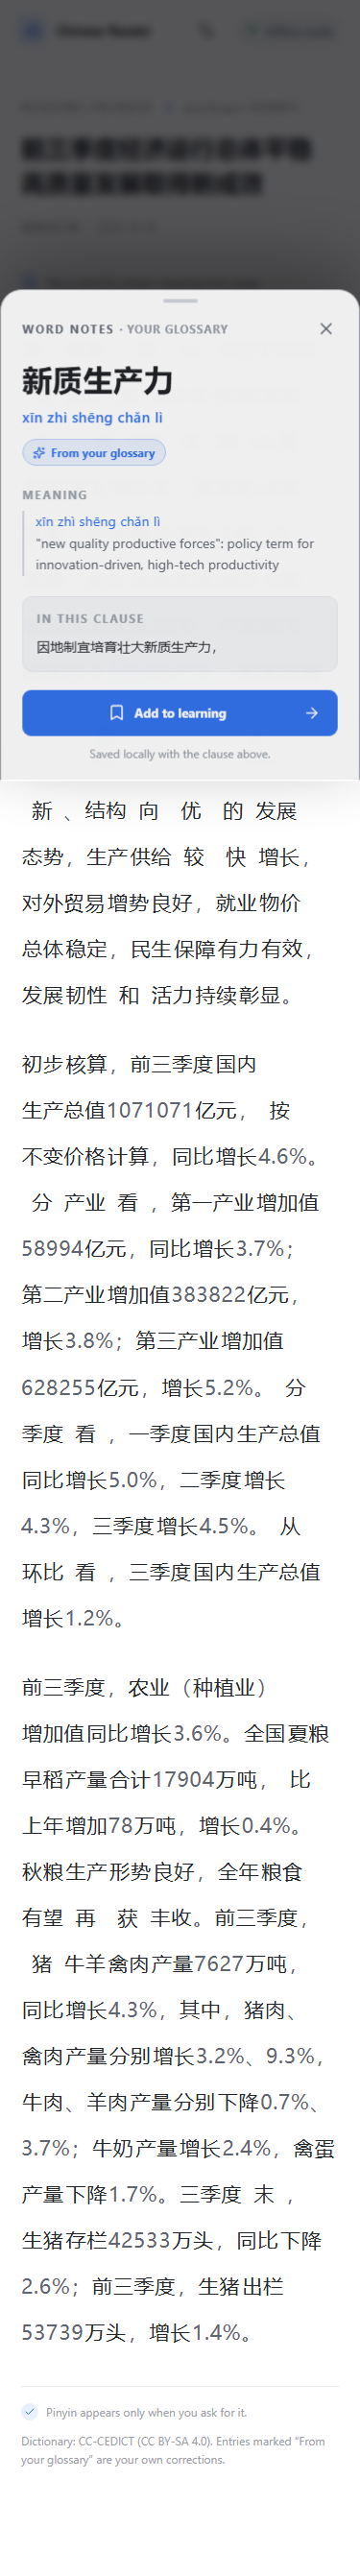 前三季度经济运行总体平稳
高质量发展取得新成效
WORD NOTES · YOUR GLOSSARY
新质生产力
xīn zhì shēng chǎn lì
From your glossary
MEANING
xīn zhì shēng chǎn lì
"new quality productive forces": policy term for
innovation-driven, high-tech productivity
IN THIS CLAUSE
因地制宜培育壮大新质生产力，
Add to learning
Saved locally with the clause above.
新 、结构 向 优 的 发展
态势，生产供给 较 快 增长，
对外贸易增势良好，就业物价
总体稳定，民生保障有力有效，
发展韧性 和 活力持续彰显。
初步核算，前三季度国内
生产总值1071071亿元， 按
不变价格计算，同比增长4.6%。
分 产业 看 ，第一产业增加值
58994亿元，同比增长3.7%；
第二产业增加值383822亿元，
增长3.8%；第三产业增加值
628255亿元，增长5.2%。 分
季度 看 ，一季度国内生产总值
同比增长5.0%，二季度增长
4.3%，三季度增长4.5%。 从
环比 看 ，三季度国内生产总值
增长1.2%。
前三季度，农业（种植业）
增加值同比增长3.6%。全国夏粮
早稻产量合计17904万吨， 比
上年增加78万吨，增长0.4%。
秋粮生产形势良好，全年粮食
有望 再 获 丰收。前三季度，
猪 牛羊禽肉产量7627万吨，
同比增长4.3%，其中，猪肉、
禽肉产量分别增长3.2%、9.3%，
牛肉、羊肉产量分别下降0.7%、
3.7%；牛奶产量增长2.4%，禽蛋
产量下降1.7%。三季度 末 ，
生猪存栏42533万头，同比下降
2.6%；前三季度，生猪出栏
53739万头，增长1.4%。
Pinyin appears only when you ask for it.
Dictionary: CC-CEDICT (CC BY-SA 4.0). Entries marked “From
your glossary” are your own corrections.